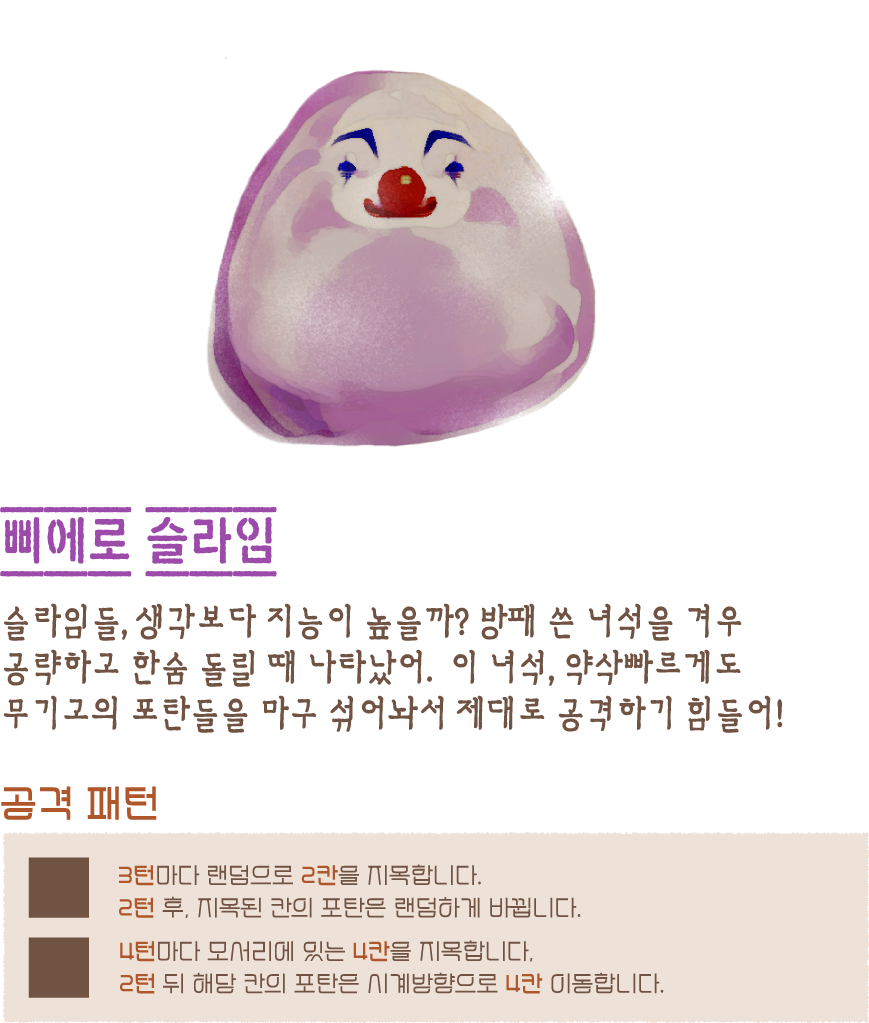 삐에로 슬라임
슬라임들, 생각보다 지능이 높을까? 방패 쓴 녀석을 겨우
공략하고 한숨 돌릴 때 나타났어. 이 녀석, 약삭빠르게도
무기고의 포탄들을 마구 섞어놔서 제대로 공격하기 힘들어!
공격 패턴
3턴마다 랜덤으로 2칸을 지목합니다.
2턴 후, 지목된 칸의 포탄은 랜덤하게 바뀝니다.
4턴마다 모서리에 있는 4칸을 지목합니다,
2턴 뒤 해당 칸의 포탄은 시계방향으로 4칸 이동합니다.